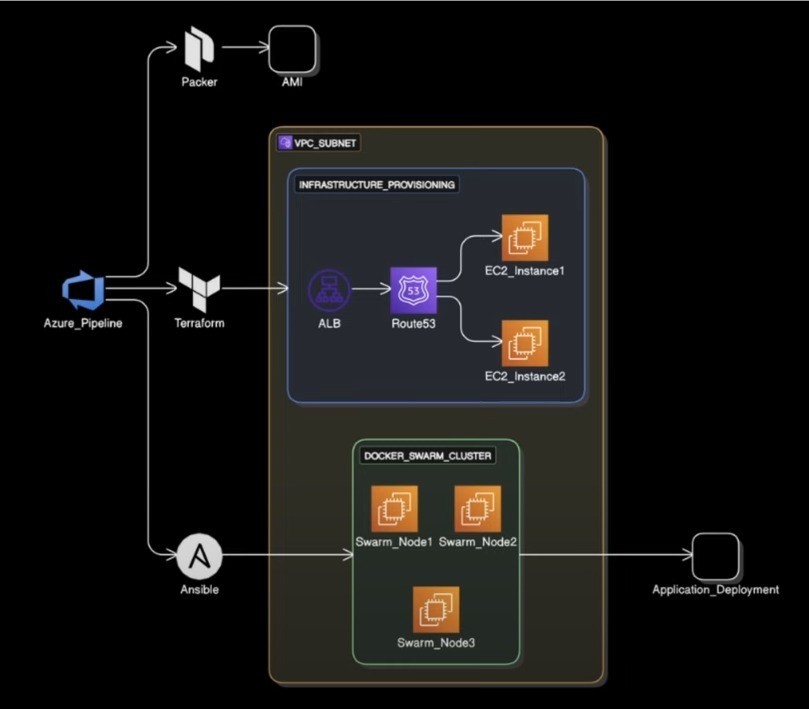 Packer
AMI
VPC_SUBNET
INFRASTRUCTURE_PROVISIONING
EC2_Instance1
53
Azure_Pipeline
Terraform
ALB
Route53
EC2_Instance2
DOCKER_SWARM_CLUSTER
Swarm_Node1
Swarm_Node2
Ansible
Application_Deployment
Swarm_Node3